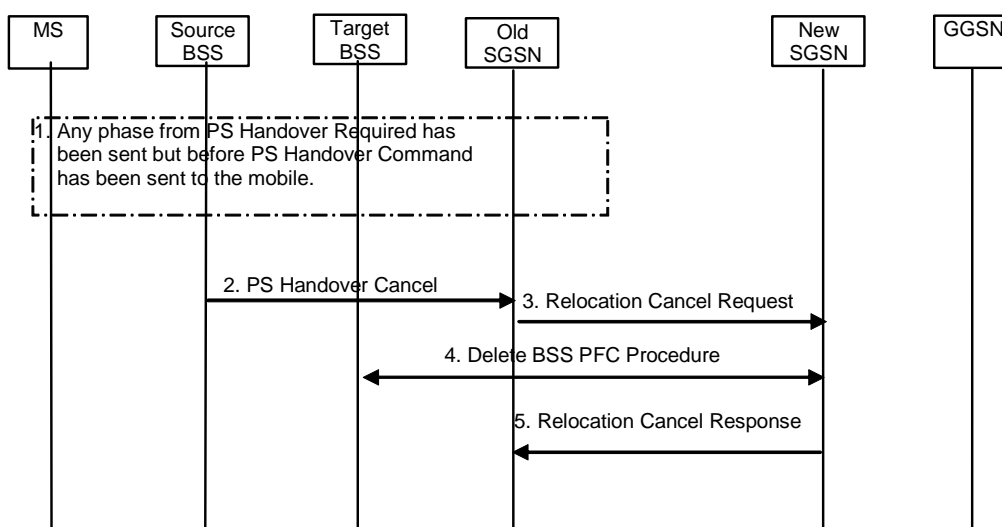 MS
Source
BSS
Target
BSS
Old
SGSN
New
SGSN
GGSN
1. Any phase from PS Handover Required has
been sent but before PS Handover Command
has been sent to the mobile.
2. PS Handover Cancel
3. Relocation Cancel Request
4. Delete BSS PFC Procedure
5. Relocation Cancel Response